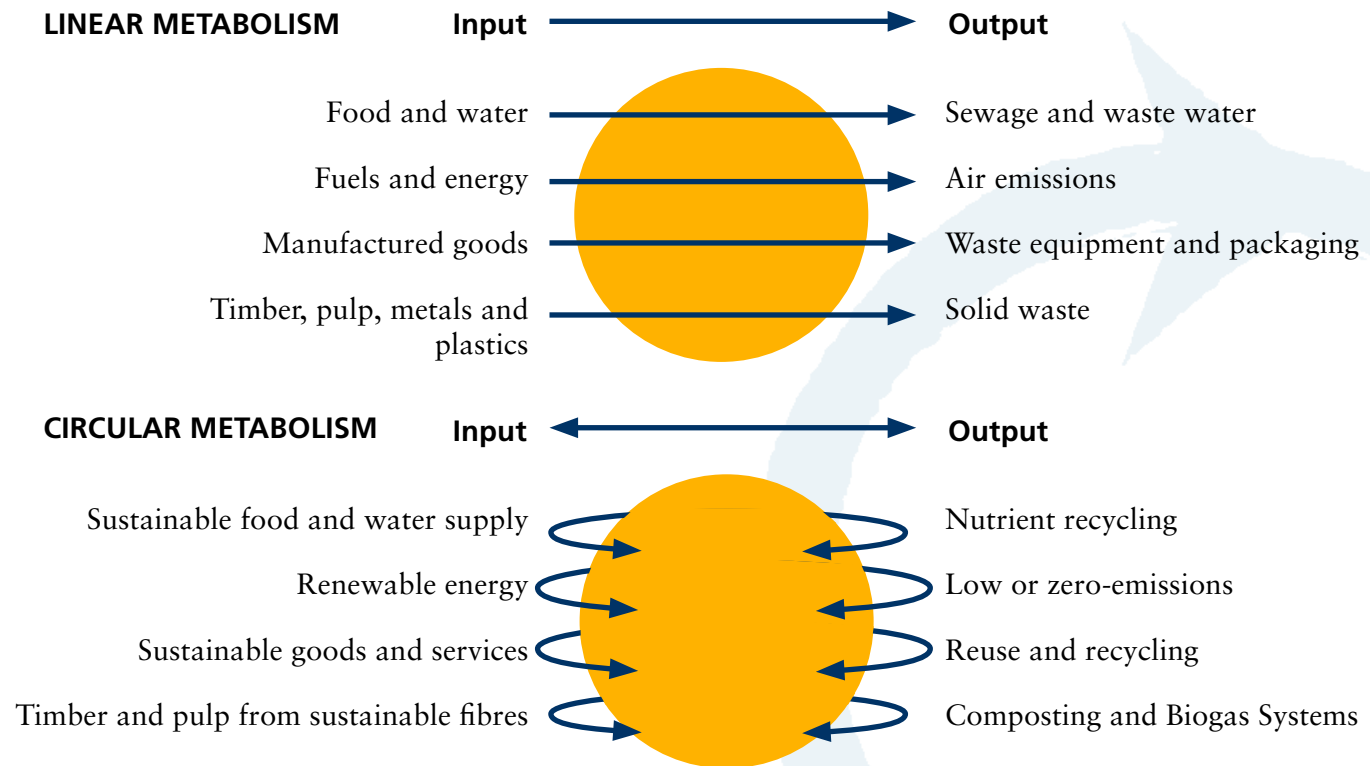 LINEAR METABOLISM Input Output
Food and water Sewage and waste water
Fuels and energy Air emissions
Manufactured goods Waste equipment and packaging
Timber, pulp, metals and Solid waste
plastics
CIRCULAR METABOLISM Input Output
Sustainable food and water supply Nutrient recycling
Renewable energy Low or zero-emissions
Sustainable goods and services Reuse and recycling
Timber and pulp from sustainable fibres Composting and Biogas Systems